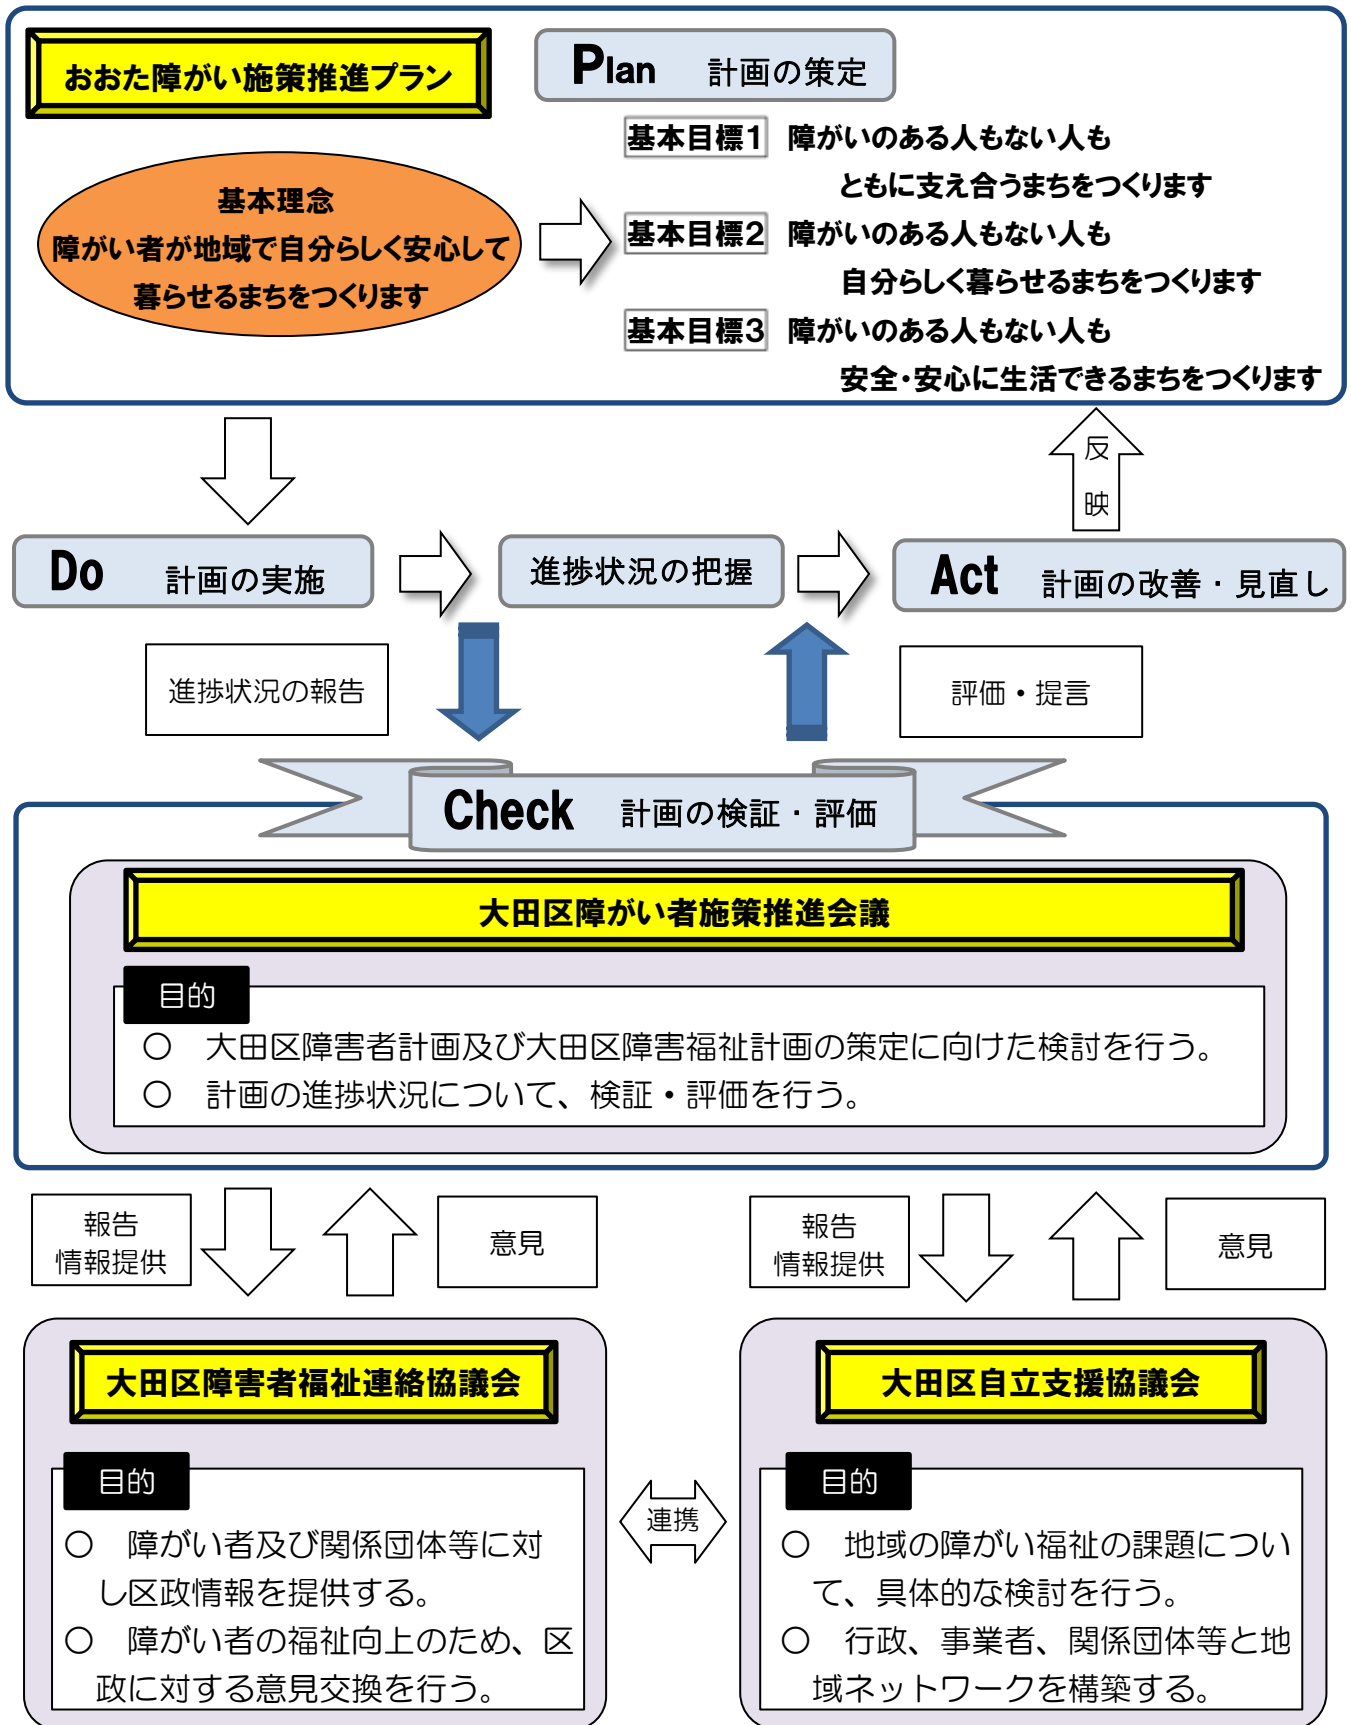 おおた障がい施策推進プラン
Plan 計画の策定
基本理念
障がい者が地域で自分らしく安心して
暮らせるまちをつくります
基本目標1 障がいのある人もない人も
ともに支え合うまちをつくります
基本目標2 障がいのある人もない人も
自分らしく暮らせるまちをつくります
基本目標3 障がいのある人もない人も
安全・安心に生活できるまちをつくります
反
映
Do 計画の実施
進捗状況の把握
Act 計画の改善・見直し
進捗状況の報告
評価・提言
Check 計画の検証・評価
大田区障がい者施策推進会議
目的
○ 大田区障害者計画及び大田区障害福祉計画の策定に向けた検討を行う。
○ 計画の進捗状況について、検証・評価を行う。
報告
情報提供
意見
報告
情報提供
意見
大田区障害者福祉連絡協議会
目的
○ 障がい者及び関係団体等に対
し区政情報を提供する。
○ 障がい者の福祉向上のため、区
政に対する意見交換を行う。
連携
大田区自立支援協議会
目的
○ 地域の障がい福祉の課題につい
て、具体的な検討を行う。
○ 行政、事業者、関係団体等と地
域ネットワークを構築する。